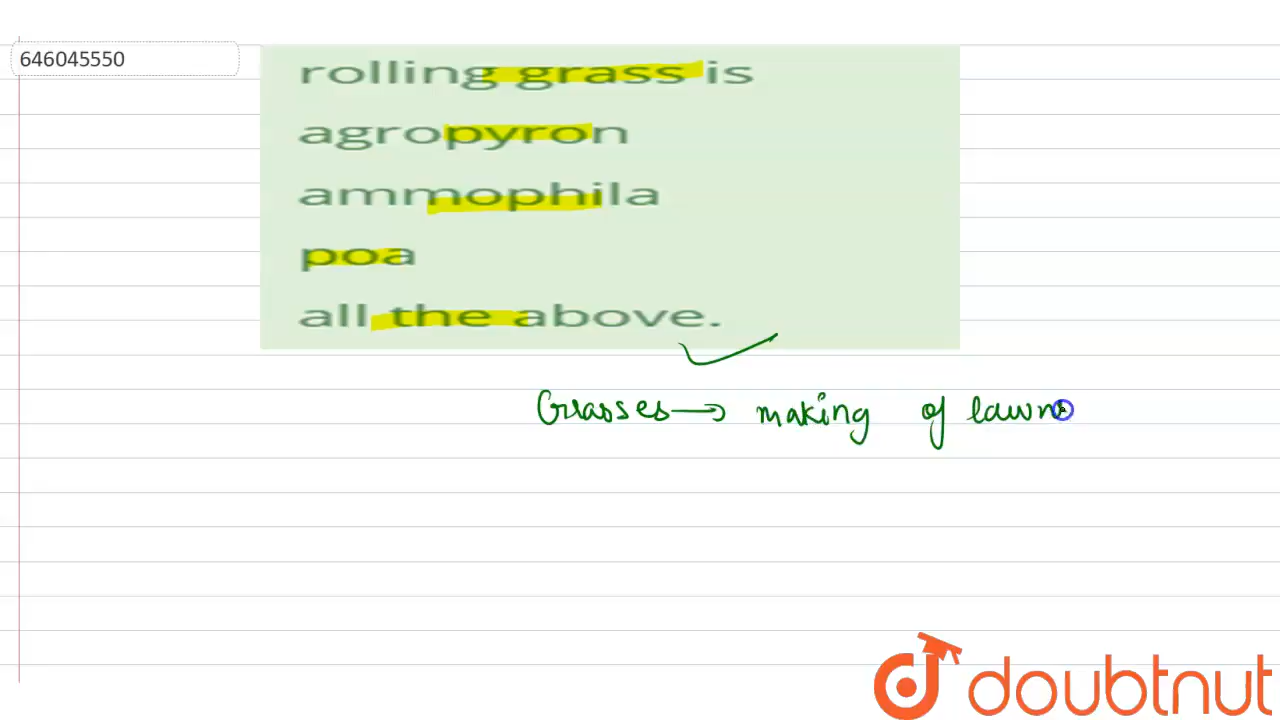 646045550
rolling grass is
agropyron
ammophila
poa
all the above.
Grasses → making of lawns
doubtnut